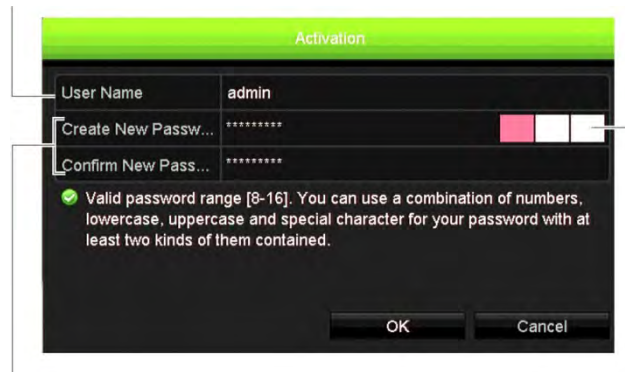 Activation
User Name admin
Create New Passw... *********
Confirm New Pass... *********
Valid password range [8-16]. You can use a combination of numbers,
lowercase, uppercase and special character for your password with at
least two kinds of them contained.
OK Cancel